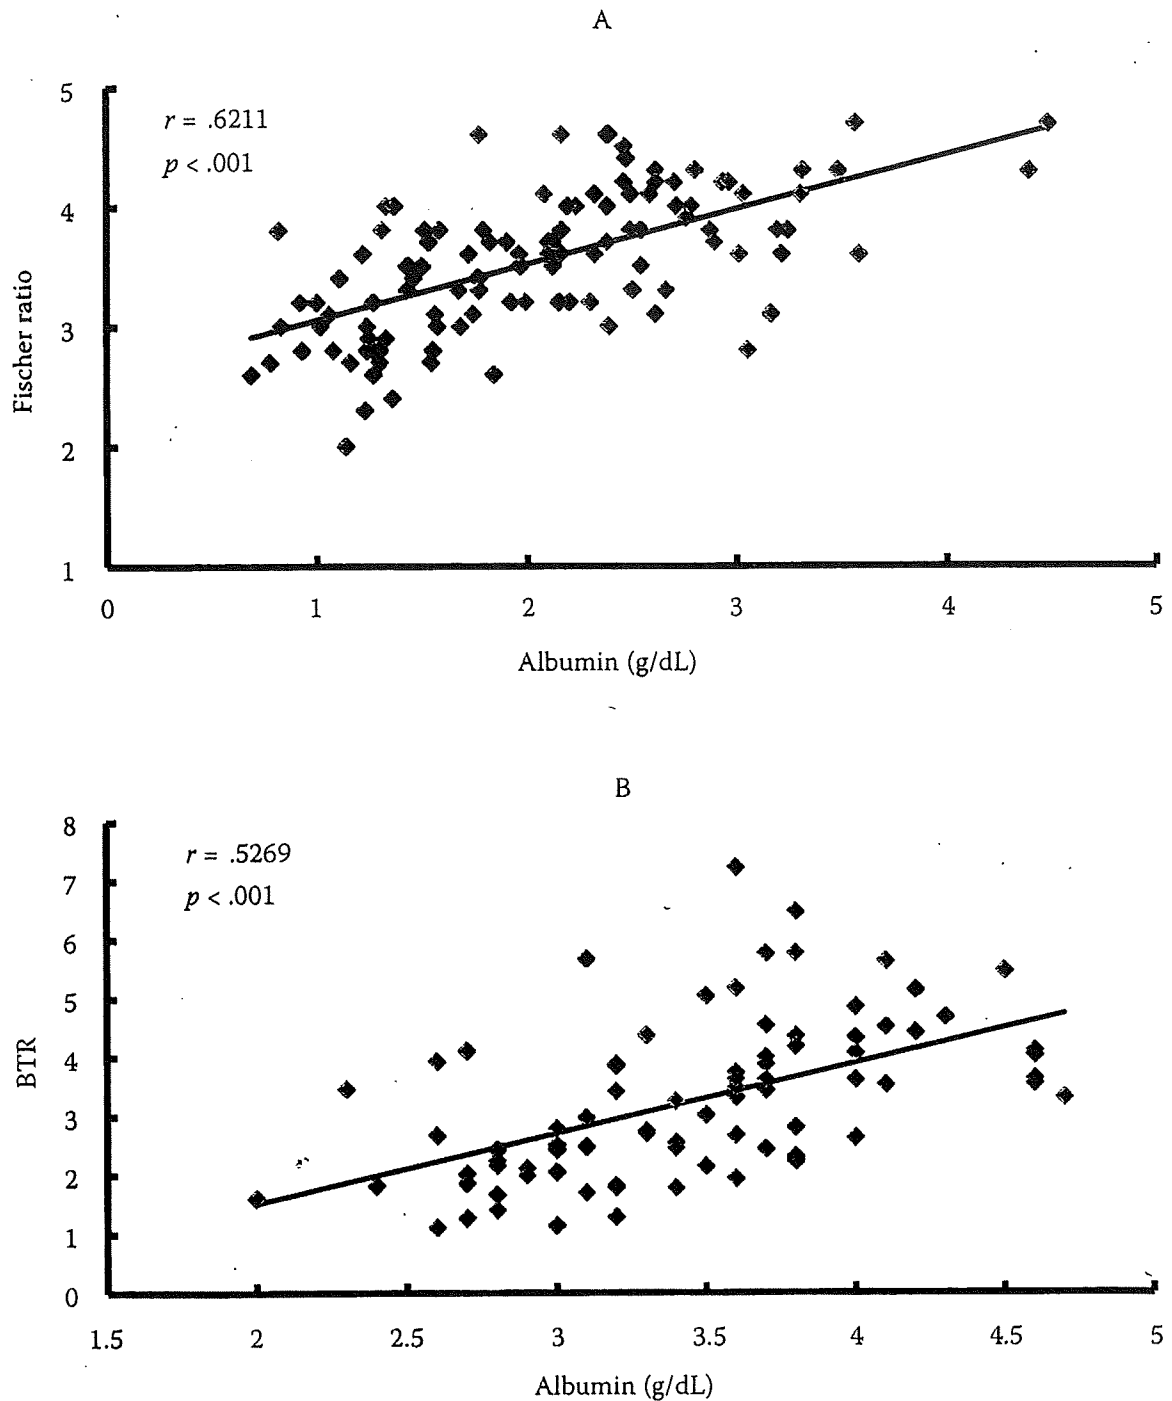 A
5
r = .6211
p < .001
4
3
Fischer ratio
2
1
0 1 2 3 4 5
Albumin (g/dL)
B
8
r = .5269
7
p < .001
6
5
4
BTR
3
2
1
0
1.5 2 2.5 3 3.5 4 4.5 5
Albumin (g/dL)